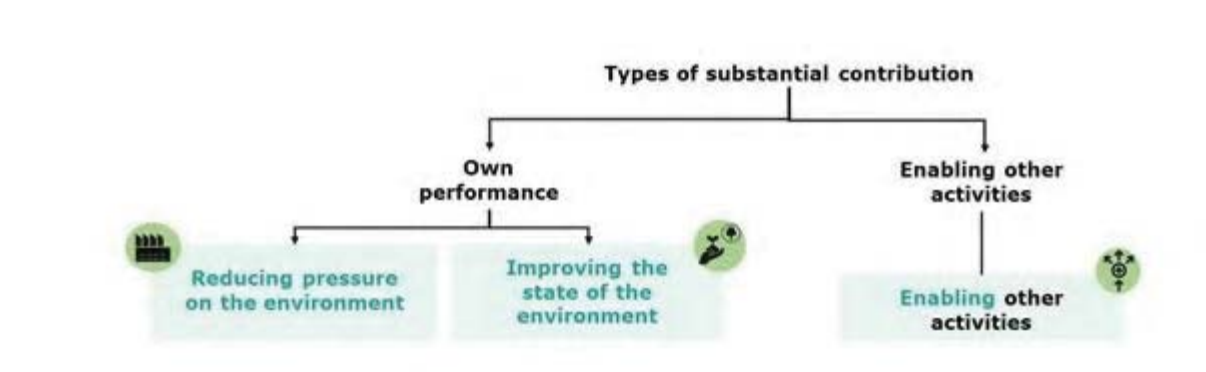 Types of substantial contribution
Own
performance
Enabling other
activities
Reducing pressure
on the environment
Improving the
state of the
environment
Enabling other
activities